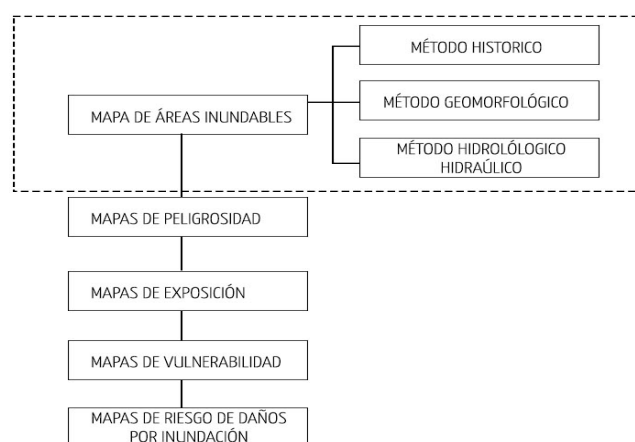 MÉTODO HISTORICO
MAPA DE ÁREAS INUNDABLES
MÉTODO GEOMORFOLÓGICO
MÉTODO HIDROLÓLOGICO
HIDRAÚLICO
MAPAS DE PELIGROSIDAD
MAPAS DE EXPOSICIÓN
MAPAS DE VULNERABILIDAD
MAPAS DE RIESGO DE DAÑOS
POR INUNDACIÓN